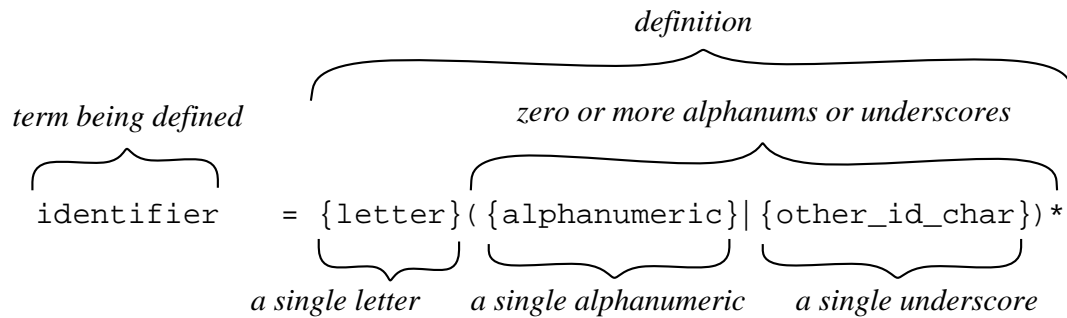 definition
term being defined zero or more alphanums or underscores
identifier = {letter}({alphanumeric}|{other_id_char})*
a single letter a single alphanumeric a single underscore